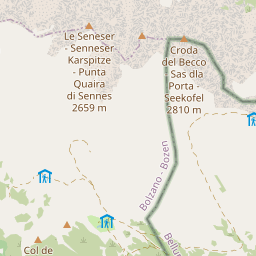 Le Seneser
- Senneser
Karspitze
- Punta
Quaira
di Sennes
2659 m
Croda
del Becco
- Sas dla
Porta -
Seekofel
2810 m
Bolzano - Bozen
Bellu
Col de